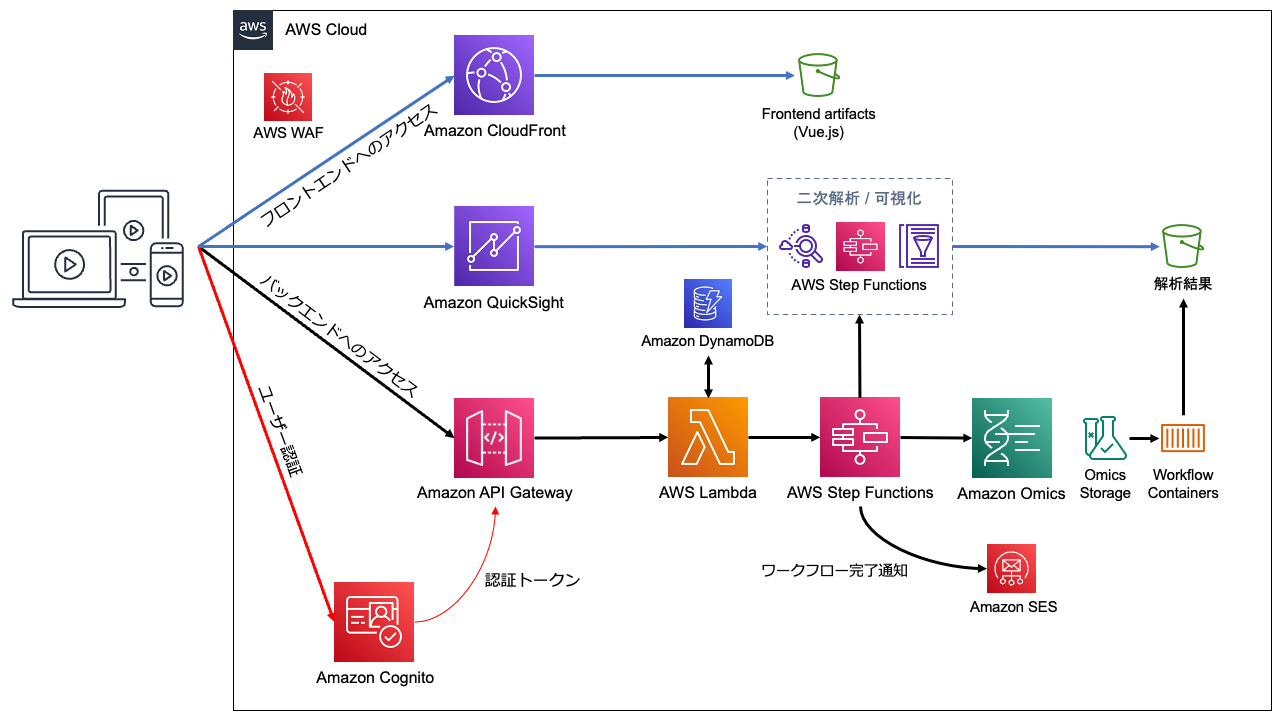 aws
AWS Cloud
AWS WAF
Amazon CloudFront
Frontend artifacts
(Vue.js)
フロントエンドへのアクセス
二次解析 / 可視化
AWS Step Functions
Amazon QuickSight
解析結果
バックエンドへのアクセス
Amazon DynamoDB
ユーザー認証
Amazon API Gateway
AWS Lambda
AWS Step Functions
Amazon Omics
Omics
Storage
Workflow
Containers
認証トークン
ワークフロー完了通知
Amazon SES
Amazon Cognito